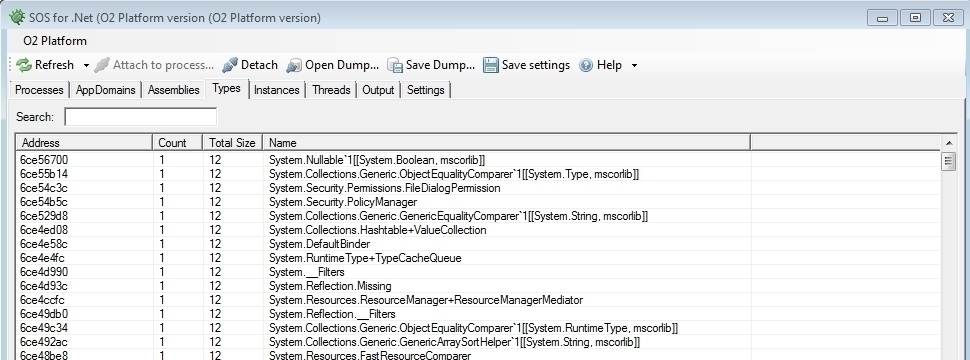 SOS for .Net (O2 Platform version (O2 Platform version)
O2 Platform
Refresh Attach to process... Detach Open Dump... Save Dump... Save settings Help
Processes AppDomains Assemblies Types Instances Threads Output Settings
Search:
Address Count Total Size Name
6ce56700 1 12 System.Nullable`1[[System.Boolean, mscorlib]]
6ce55b14 1 12 System.Collections.Generic.ObjectEqualityComparer`1[[System.Type, mscorlib]]
6ce54c3c 1 12 System.Security.Permissions.FileDialogPermission
6ce54b5c 1 12 System.Security.PolicyManager
6ce529d8 1 12 System.Collections.Generic.GenericEqualityComparer`1[[System.String, mscorlib]]
6ce4ed08 1 12 System.Collections.Hashtable+ValueCollection
6ce4e58c 1 12 System.DefaultBinder
6ce4e4fc 1 12 System.RuntimeType+TypeCacheQueue
6ce4d990 1 12 System.__Filters
6ce4d93c 1 12 System.Reflection.Missing
6ce4ccfc 1 12 System.Resources.ResourceManager+ResourceManagerMediator
6ce49db0 1 12 System.Reflection.__Filters
6ce49c34 1 12 System.Collections.Generic.ObjectEqualityComparer`1[[System.RuntimeType, mscorlib]]
6ce492ac 1 12 System.Collections.Generic.GenericArraySortHelper`1[[System.String, mscorlib]]
6ce48be8 1 12 System.Resources.FastResourceComparer